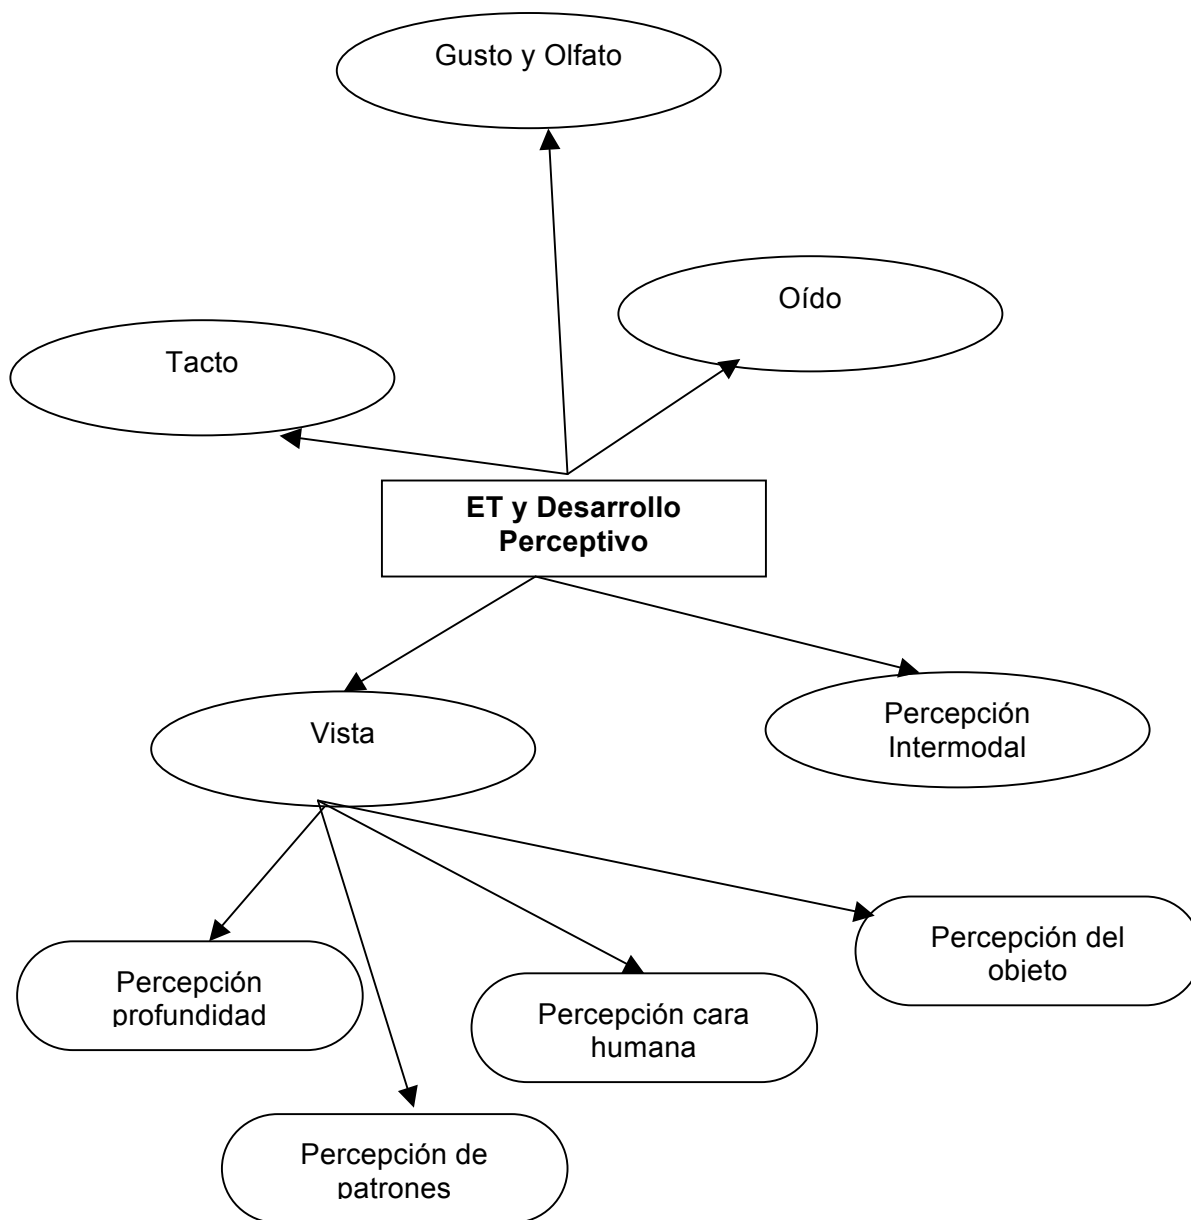 Gusto y Olfato
Oído
Tacto
ET y Desarrollo
Perceptivo
Vista
Percepción
Intermodal
Percepción del
objeto
Percepción
profundidad
Percepción cara
humana
Percepción de
patrones